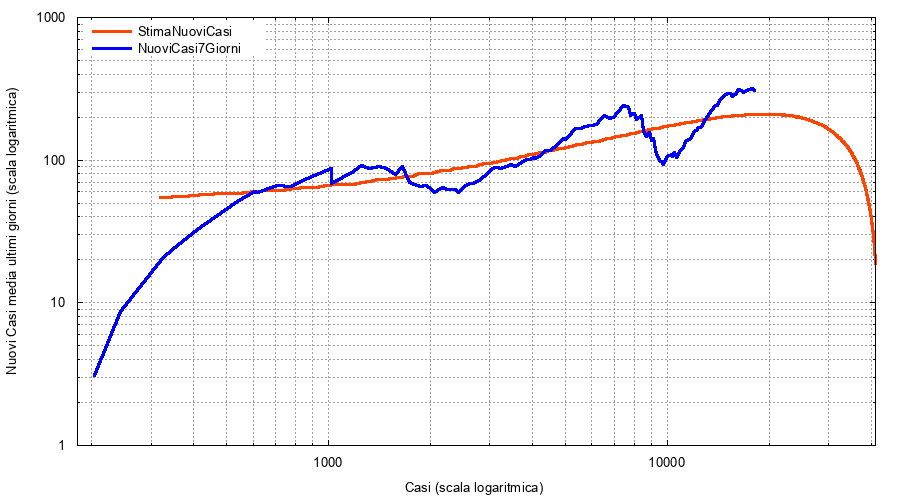 1000
100
10
1
StimaNuoviCasi
NuoviCasi7Giorni
Nuovi Casi media ultimi giorni (scala logaritmica)
1000
10000
Casi (scala logaritmica)